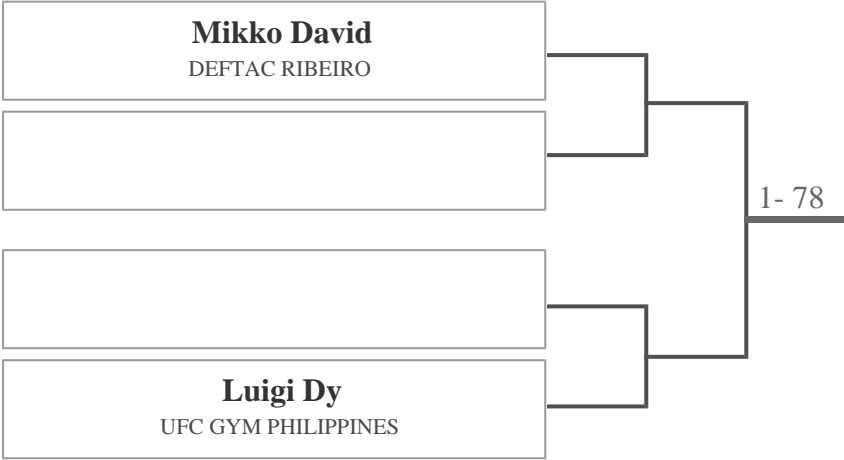 Mikko David
DEFTAC RIBEIRO
1- 78
Luigi Dy
UFC GYM PHILIPPINES